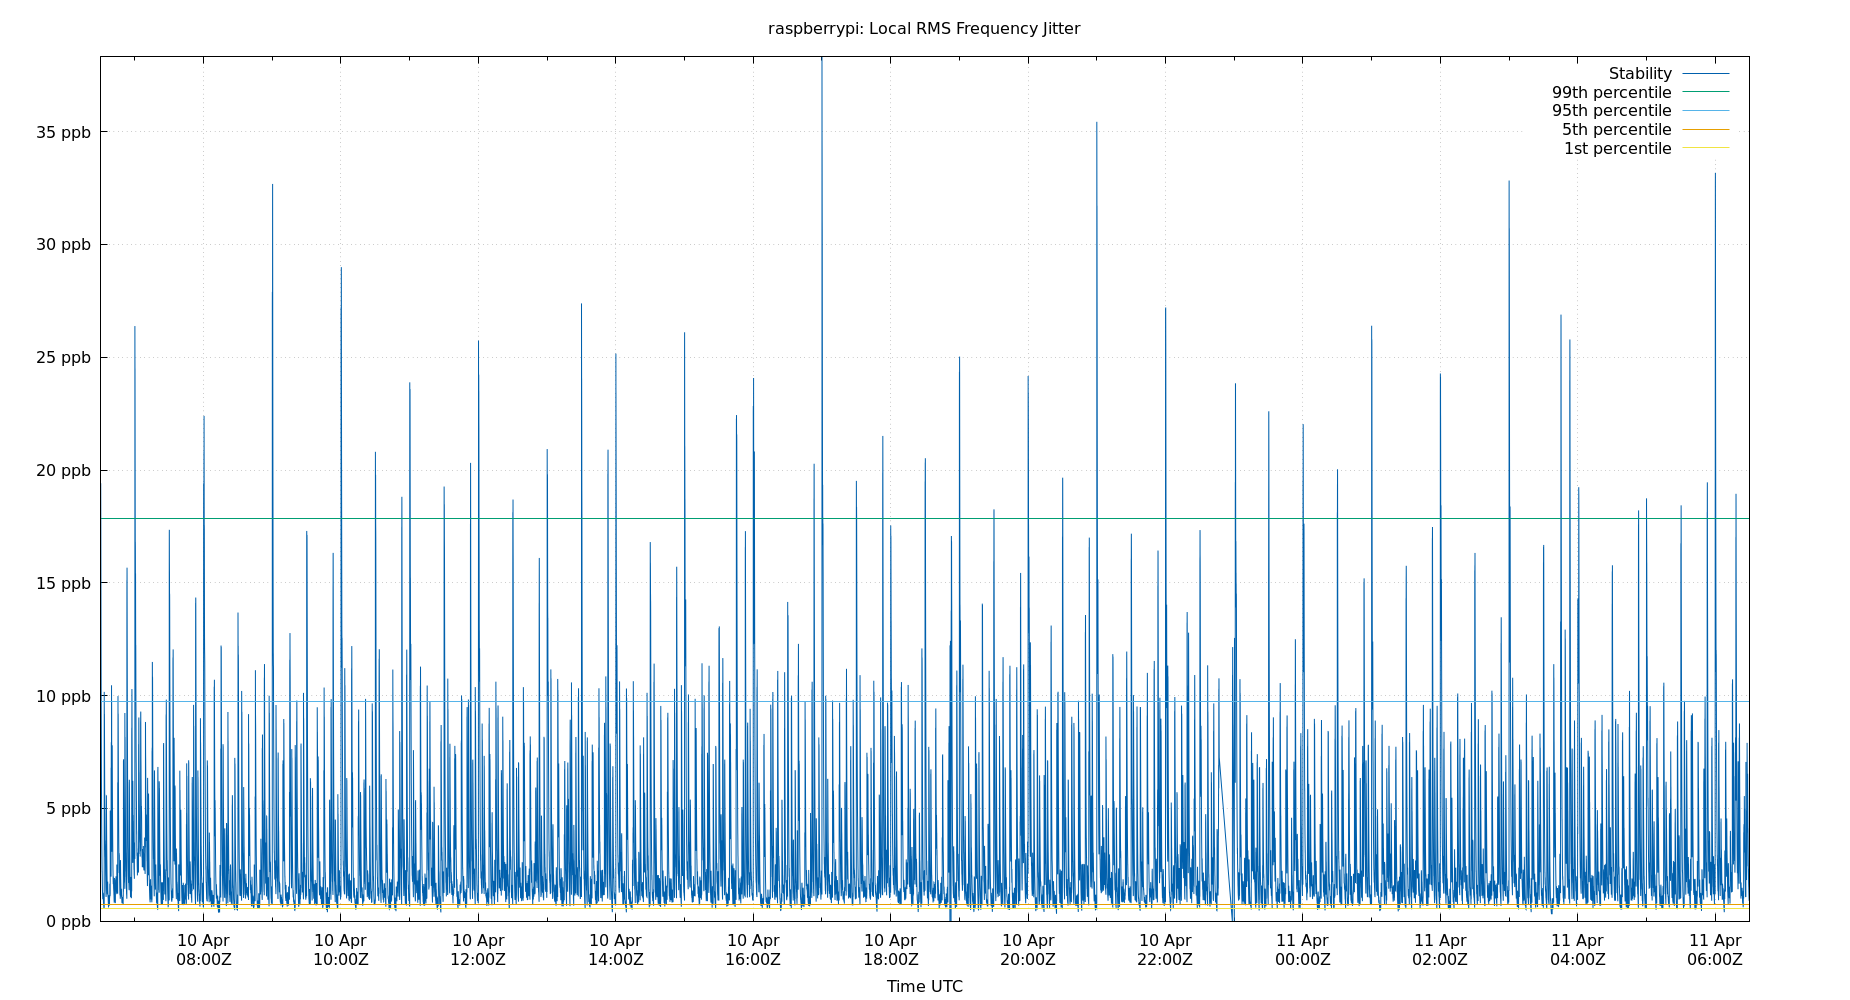 raspberrypi: Local RMS Frequency Jitter
Stability
99th percentile
95th percentile
5th percentile
1st percentile
35 ppb
30 ppb
25 ppb
20 ppb
15 ppb
10 ppb
5 ppb
0 ppb
10 Apr 10 Apr 10 Apr 10 Apr 10 Apr 10 Apr 10 Apr 10 Apr 11 Apr 11 Apr 11 Apr 11 Apr
08:00Z 10:00Z 12:00Z 14:00Z 16:00Z 18:00Z 20:00Z 22:00Z 00:00Z 02:00Z 04:00Z 06:00Z
Time UTC